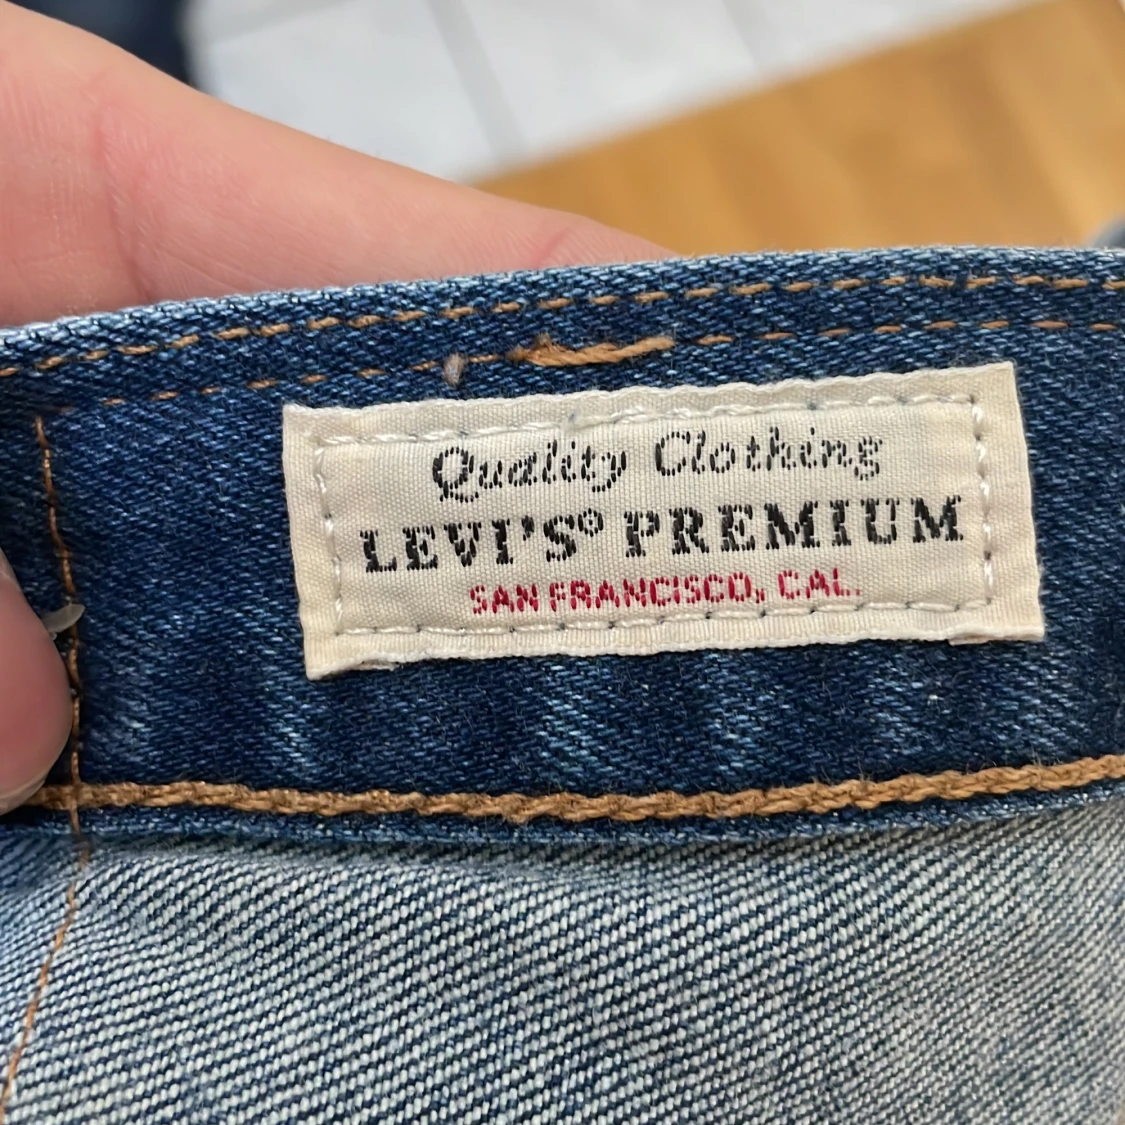 Quality Clothing
LEVI'S® PREMIUM
SAN FRANCISCO, CAL.